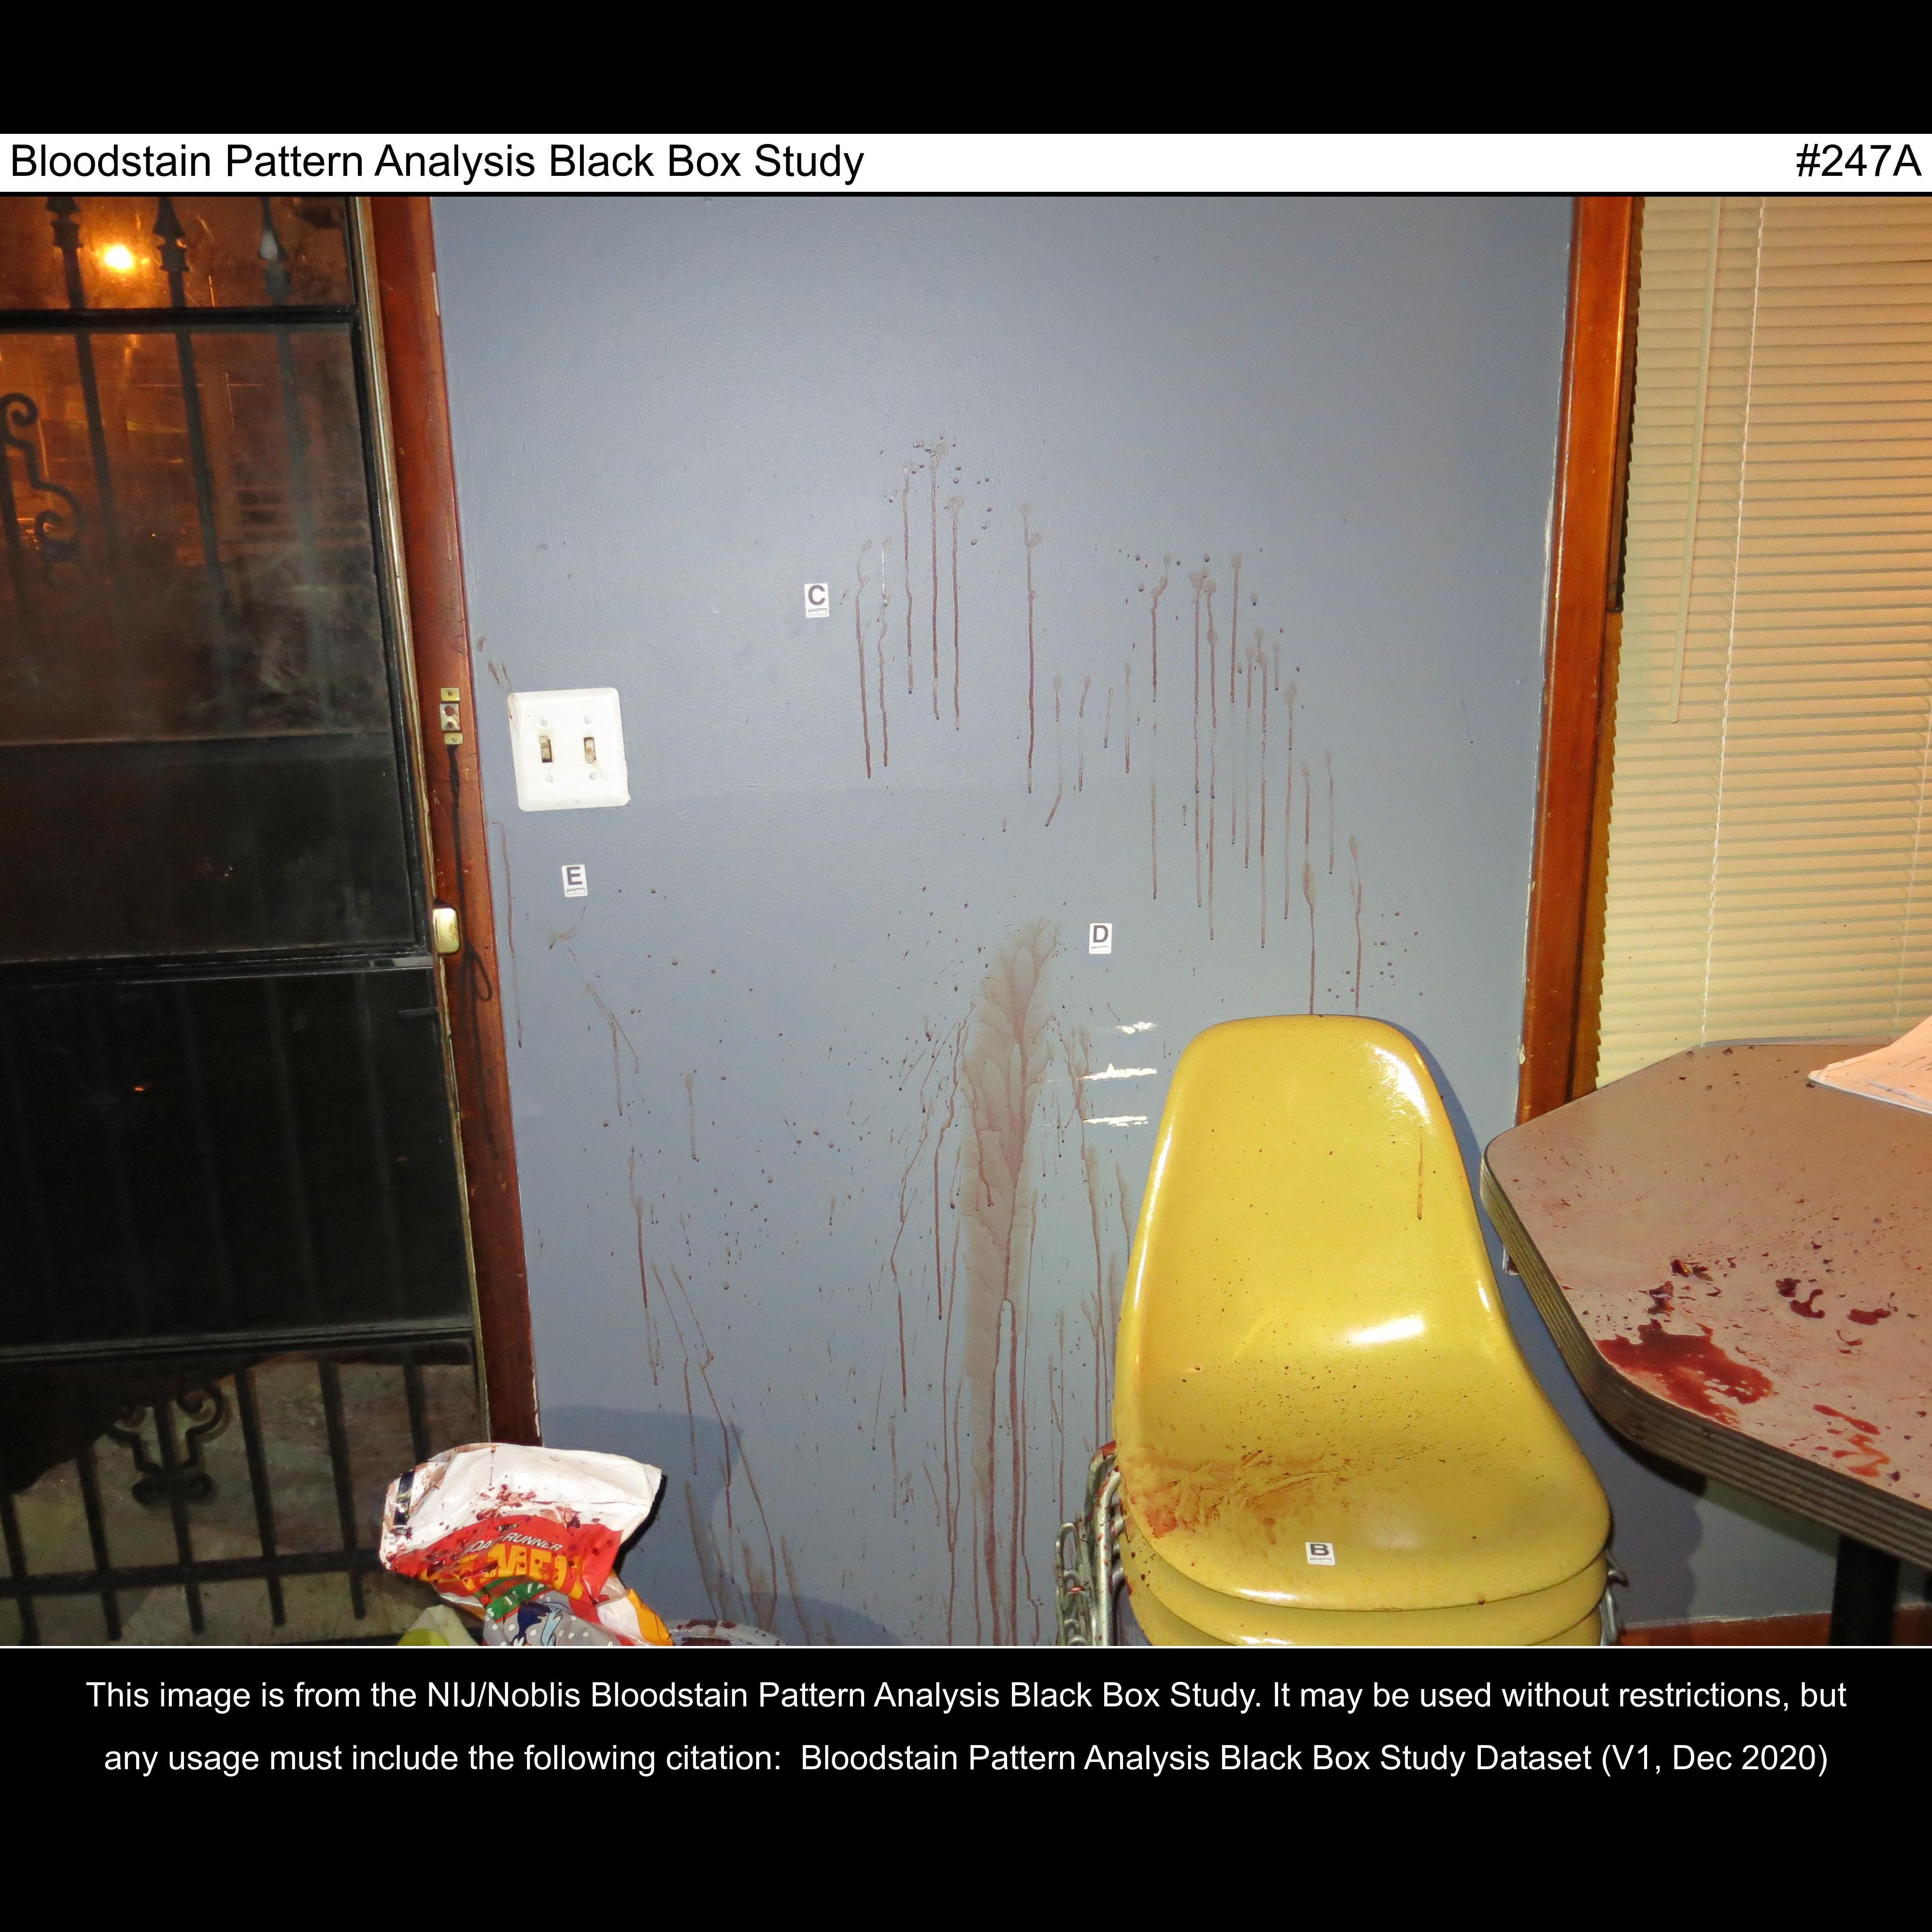 Bloodstain Pattern Analysis Black Box Study #247A
C
E
D
RUNNER
B
This image is from the NIJ/Noblis Bloodstain Pattern Analysis Black Box Study. It may be used without restrictions, but
any usage must include the following citation: Bloodstain Pattern Analysis Black Box Study Dataset (V1, Dec 2020)